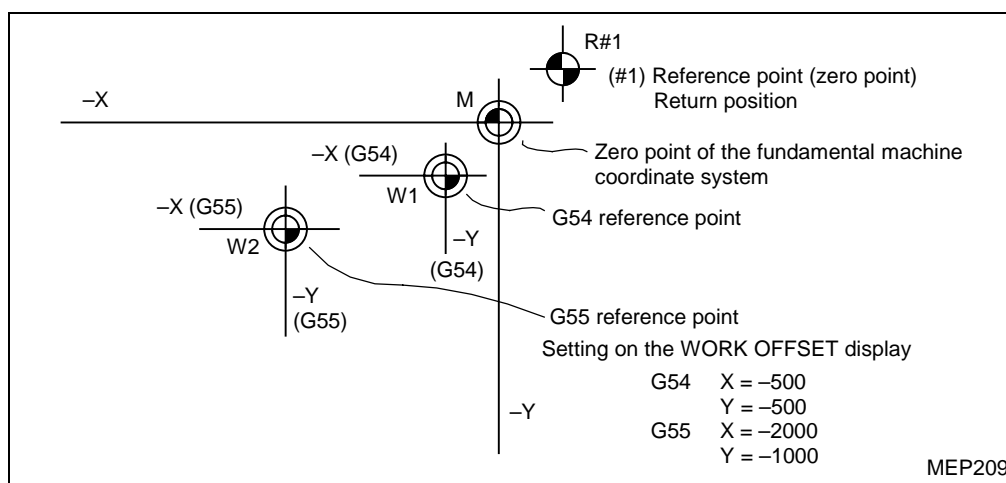 R#1
(#1) Reference point (zero point)
Return position
–X
M
Zero point of the fundamental machine
coordinate system
–X (G54)
W1
G54 reference point
–X (G55)
W2
–Y
(G54)
–Y
(G55)
G55 reference point
Setting on the WORK OFFSET display
G54 X = –500
Y = –500
–Y
G55 X = –2000
Y = –1000
MEP209